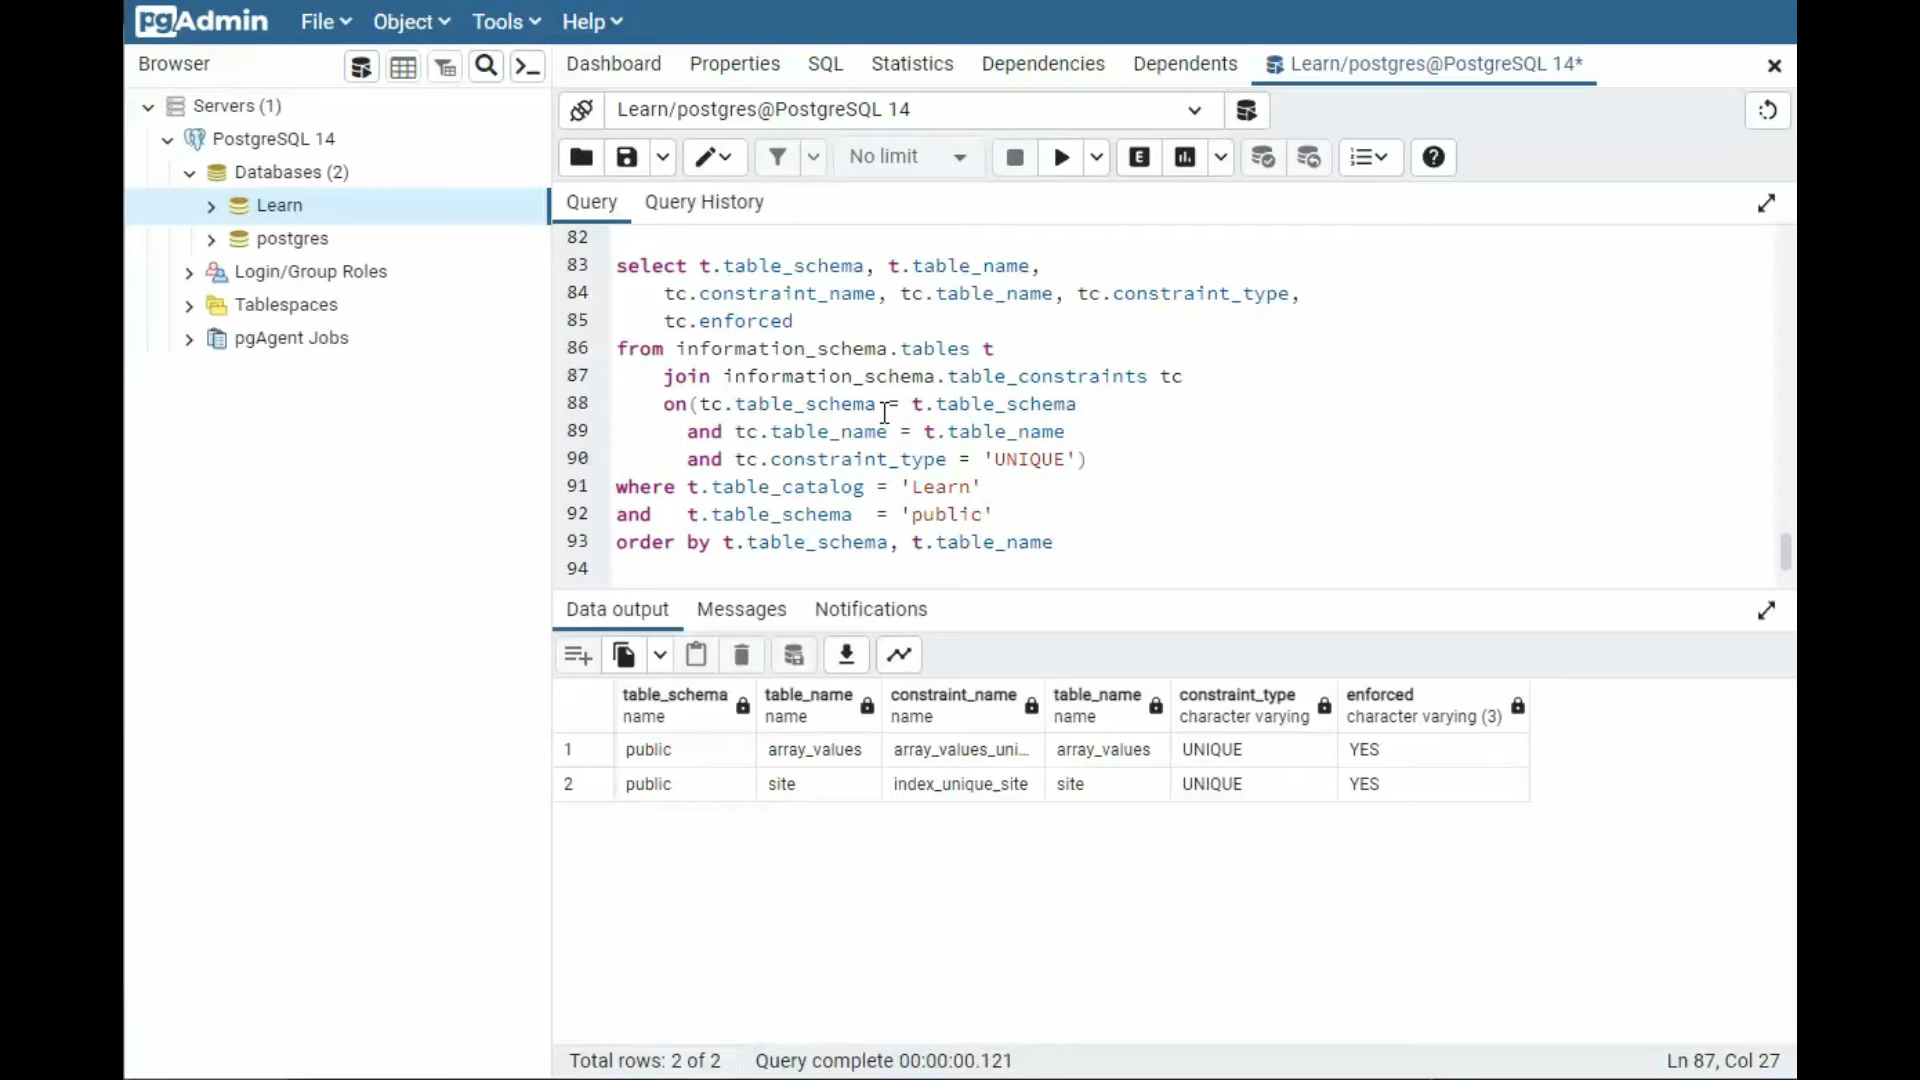 pgAdmin File Object Tools Help
Browser
Dashboard Properties SQL Statistics Dependencies Dependents Learn/postgres@PostgreSQL 14*
Servers (1)
PostgreSQL 14
Databases (2)
Learn
postgres
Login/Group Roles
Tablespaces
pgAgent Jobs
Learn/postgres@PostgreSQL 14
No limit
E
Query Query History
82
83 select t.table_schema, t.table_name,
84 tc.constraint_name, tc.table_name, tc.constraint_type,
85 tc.enforced
86 from information_schema.tables t
87 join information_schema.table_constraints tc
88 on(tc.table_schema = t.table_schema
89 and tc.table_name = t.table_name
90 and tc.constraint_type = 'UNIQUE')
91 where t.table_catalog = 'Learn'
92 and t.table_schema = 'public'
93 order by t.table_schema, t.table_name
94
Data output Messages Notifications
table_schema table_name constraint_name table_name constraint_type enforced
name name name name character varying character varying (3)
1 public array_values array_values_uni... array_values UNIQUE YES
2 public site index_unique_site site UNIQUE YES
Total rows: 2 of 2 Query complete 00:00:00.121 Ln 87, Col 27